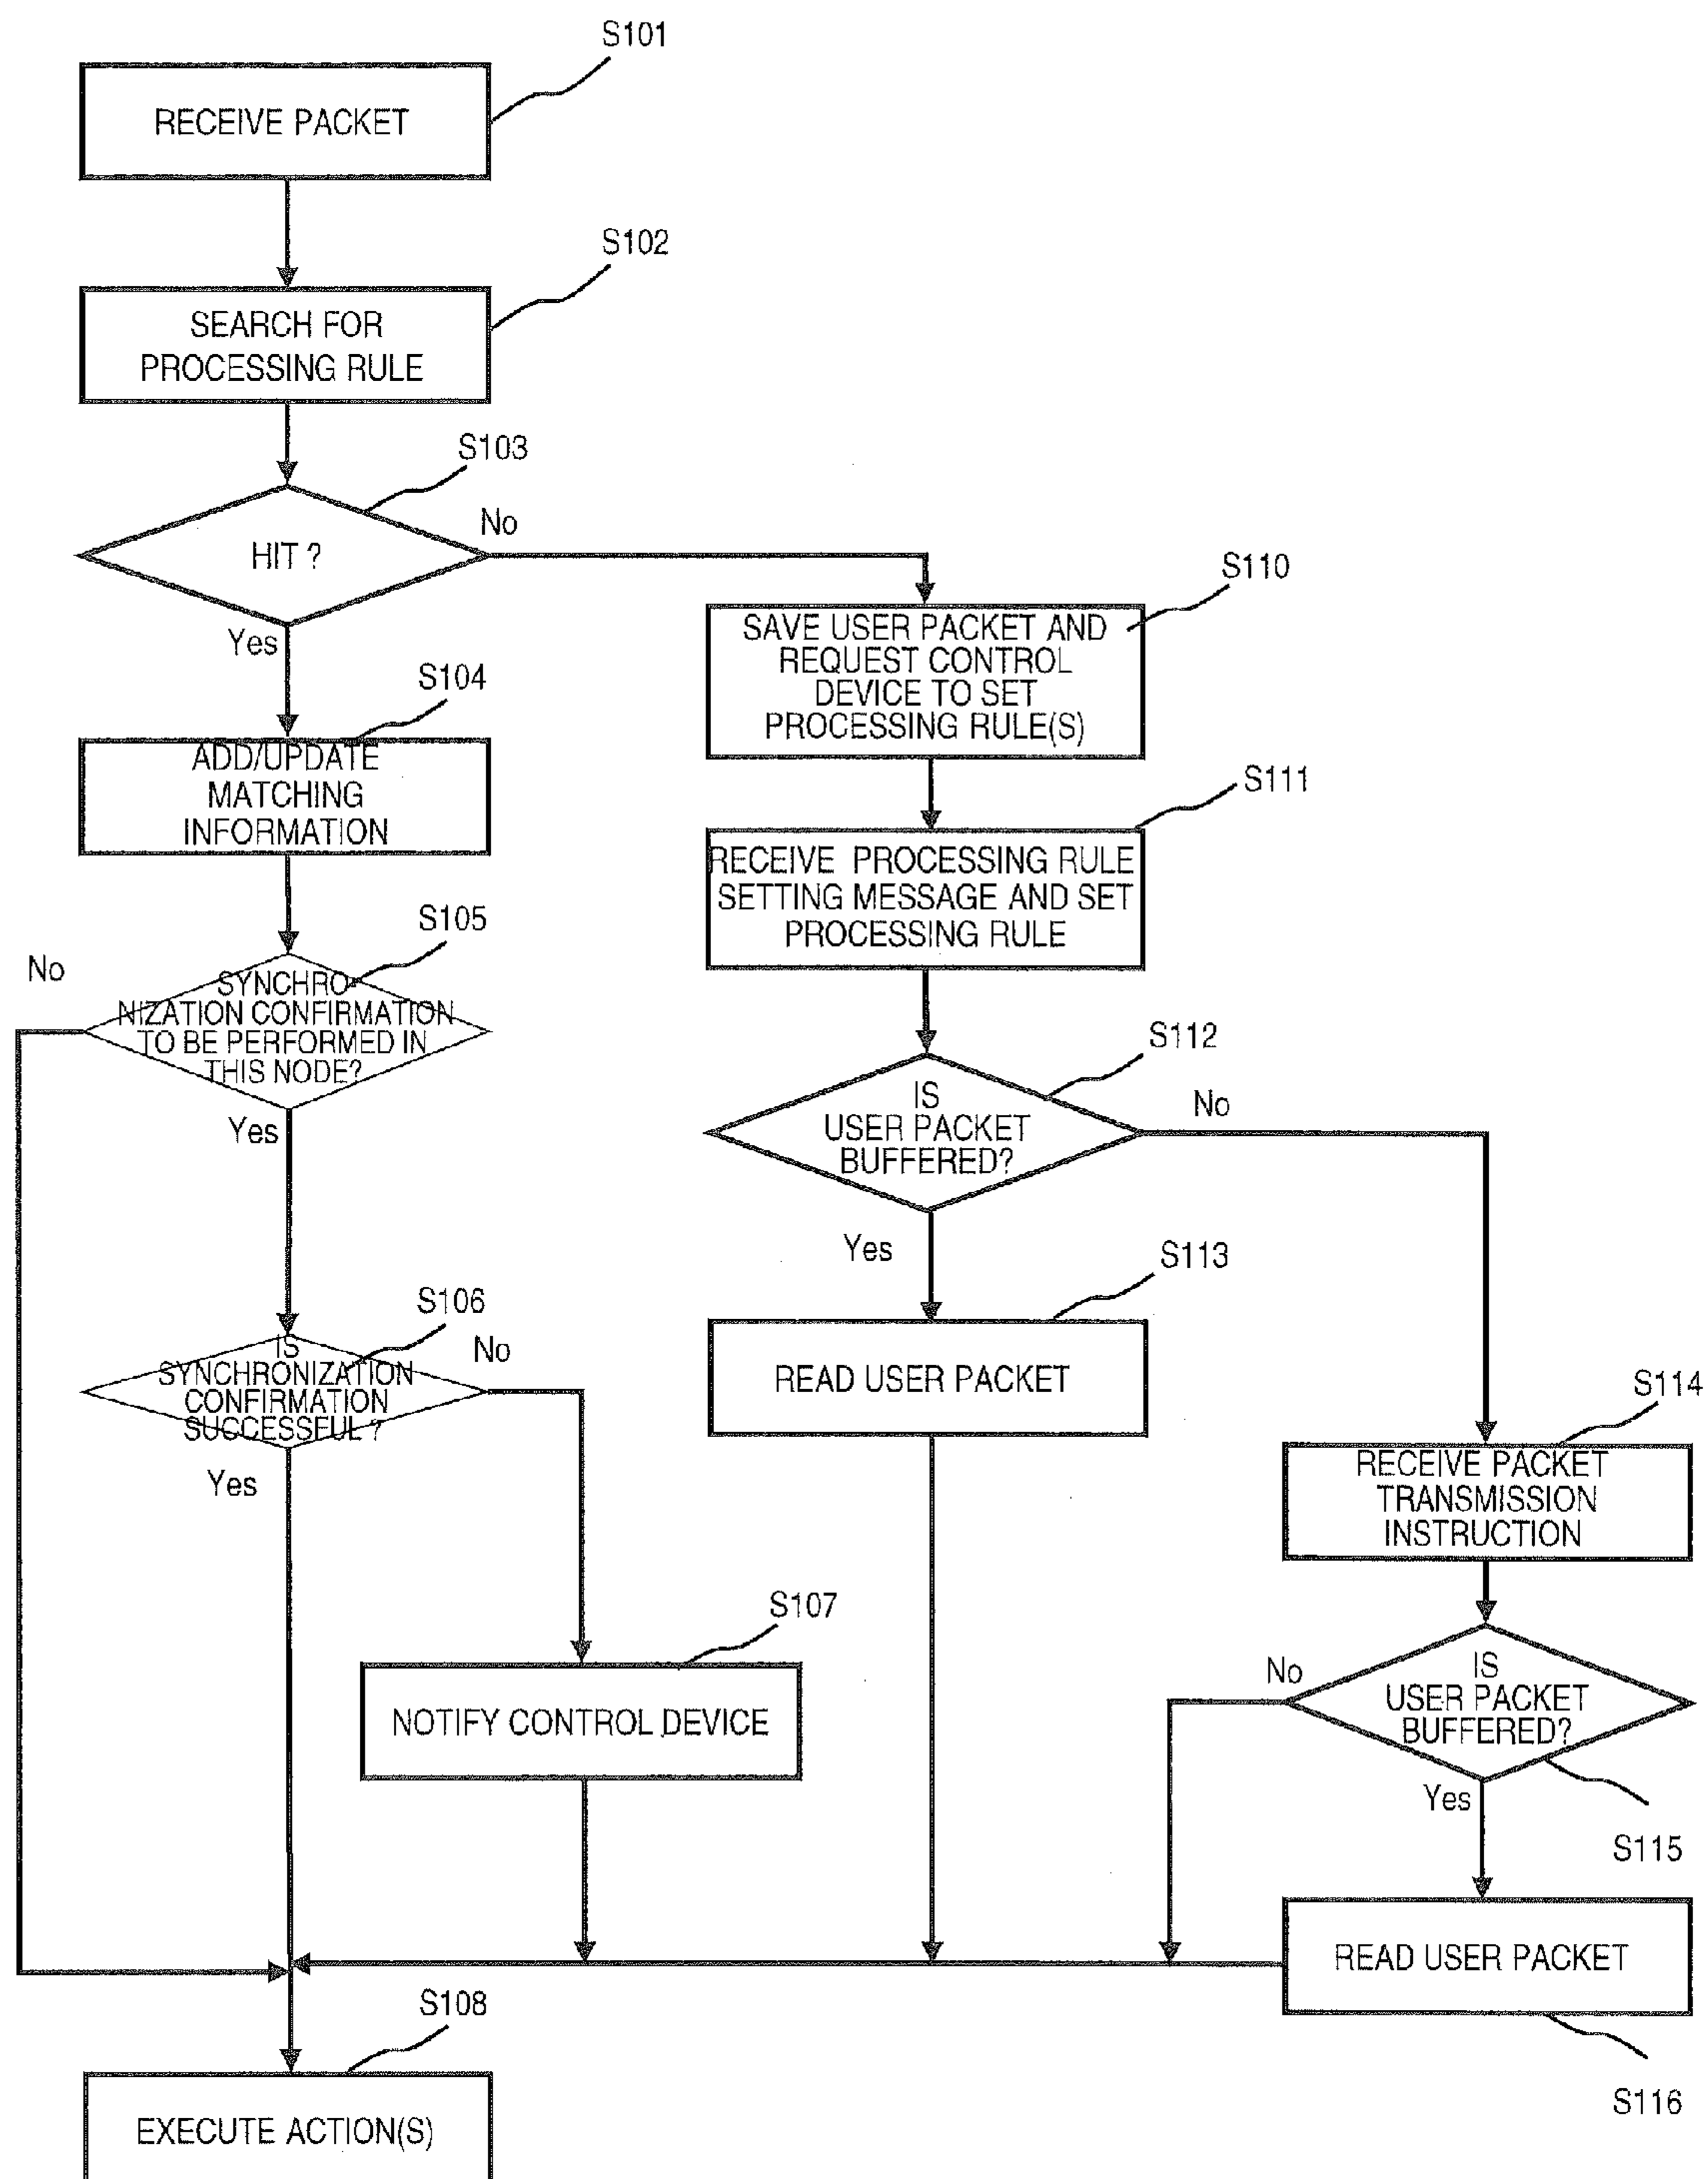 S101
RECEIVE PACKET
S102
SEARCH FOR
PROCESSING RULE
S103
HIT ?
No
Yes
S104
ADD/UPDATE
MATCHING
INFORMATION
S105
No
SYNCHRO-
NIZATION CONFIRMATION
TO BE PERFORMED IN
THIS NODE?
Yes
S106
IS
SYNCHRONIZATION
CONFIRMATION
SUCCESSFUL ?
No
Yes
S107
NOTIFY CONTROL DEVICE
S108
EXECUTE ACTION(S)
S110
SAVE USER PACKET AND
REQUEST CONTROL
DEVICE TO SET
PROCESSING RULE(S)
S111
RECEIVE PROCESSING RULE
SETTING MESSAGE AND SET
PROCESSING RULE
S112
IS
USER PACKET
BUFFERED?
No
Yes
S113
READ USER PACKET
S114
RECEIVE PACKET
TRANSMISSION
INSTRUCTION
No
IS
USER PACKET
BUFFERED?
Yes
S115
READ USER PACKET
S116